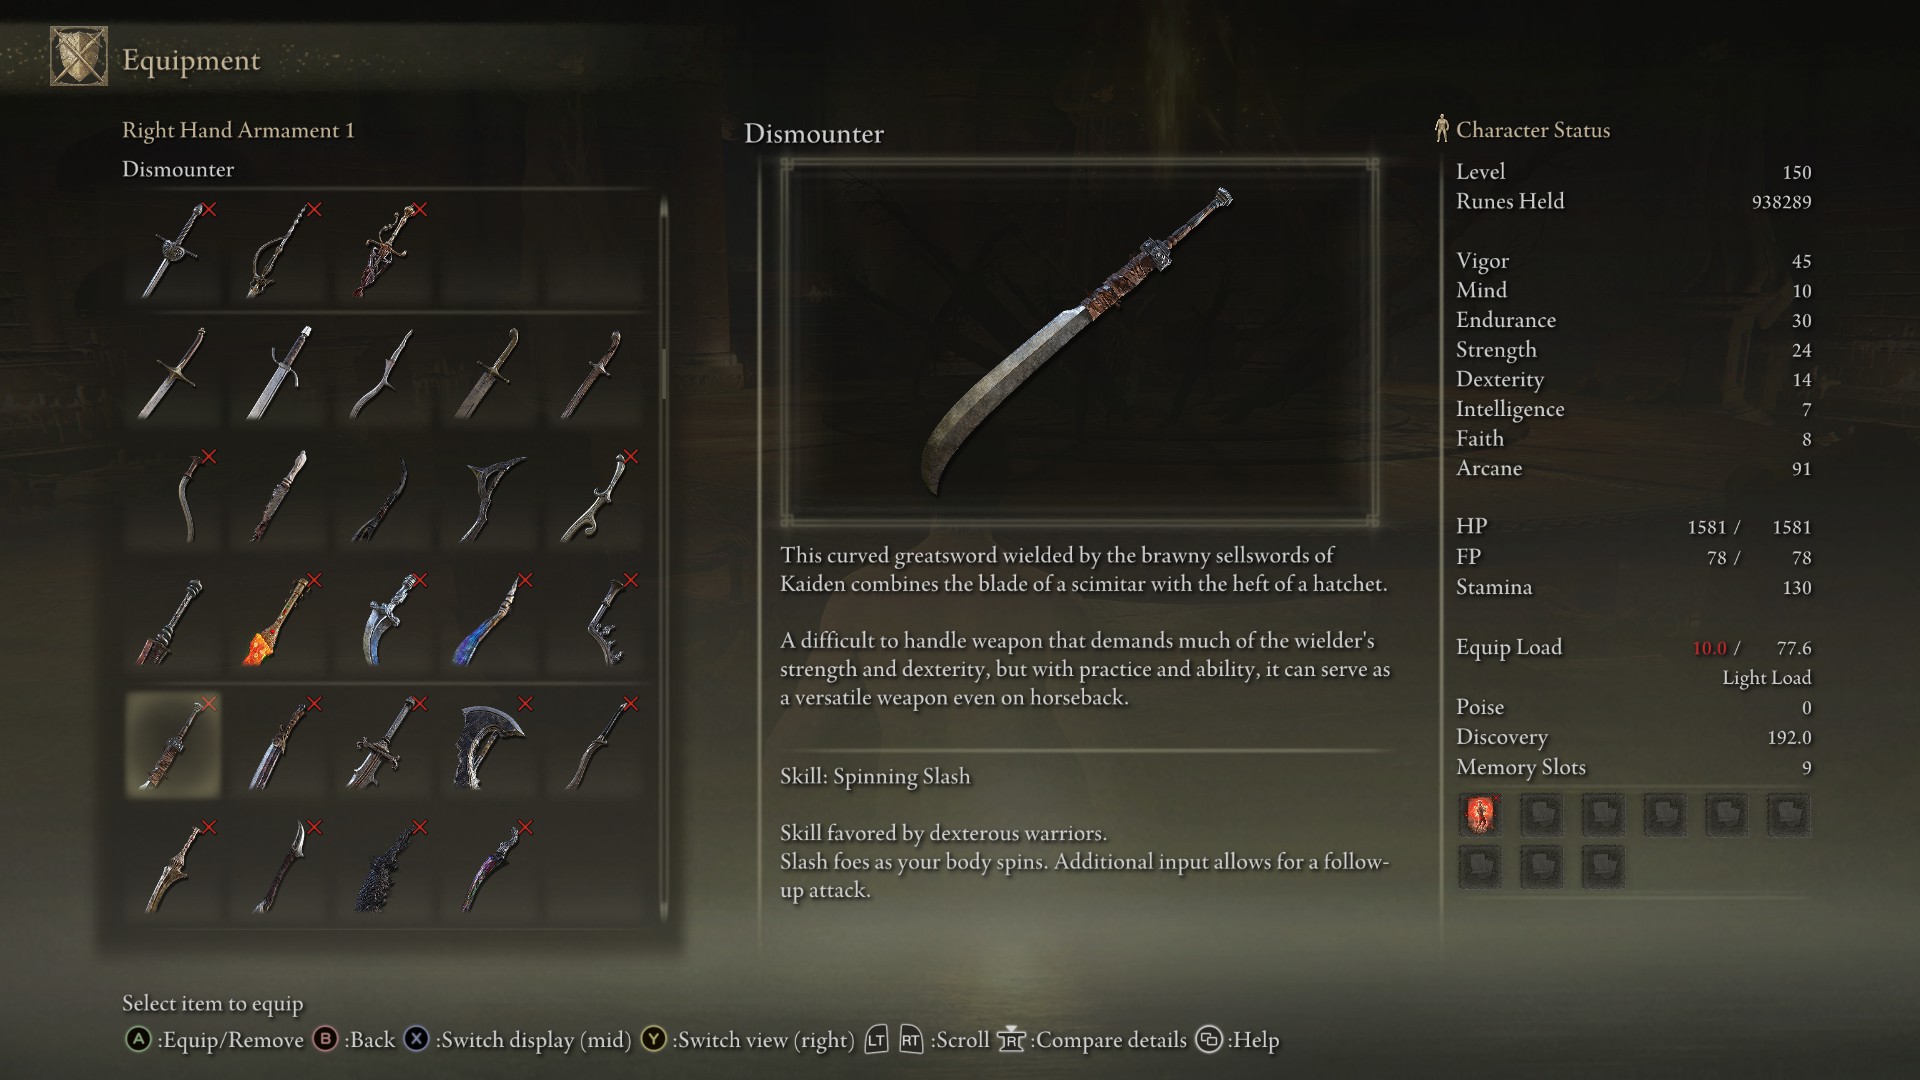 Equipment
Right Hand Armament 1
Dismounter
Dismounter
This curved greatsword wielded by the brawny sellswords of
Kaiden combines the blade of a scimitar with the heft of a hatchet.
A difficult to handle weapon that demands much of the wielder's
strength and dexterity, but with practice and ability, it can serve as
a versatile weapon even on horseback.
Skill: Spinning Slash
Skill favored by dexterous warriors.
Slash foes as your body spins. Additional input allows for a follow-
up attack.
Character Status
Level 150
Runes Held 938289
Vigor 45
Mind 10
Endurance 30
Strength 24
Dexterity 14
Intelligence 7
Faith 8
Arcane 91
HP 1581 / 1581
FP 78 / 78
Stamina 130
Equip Load 10.0 / 77.6
Light Load
Poise 0
Discovery 192.0
Memory Slots 9
Select item to equip
A :Equip/Remove B :Back X :Switch display (mid) Y :Switch view (right) LT RT :Scroll R :Compare details :Help